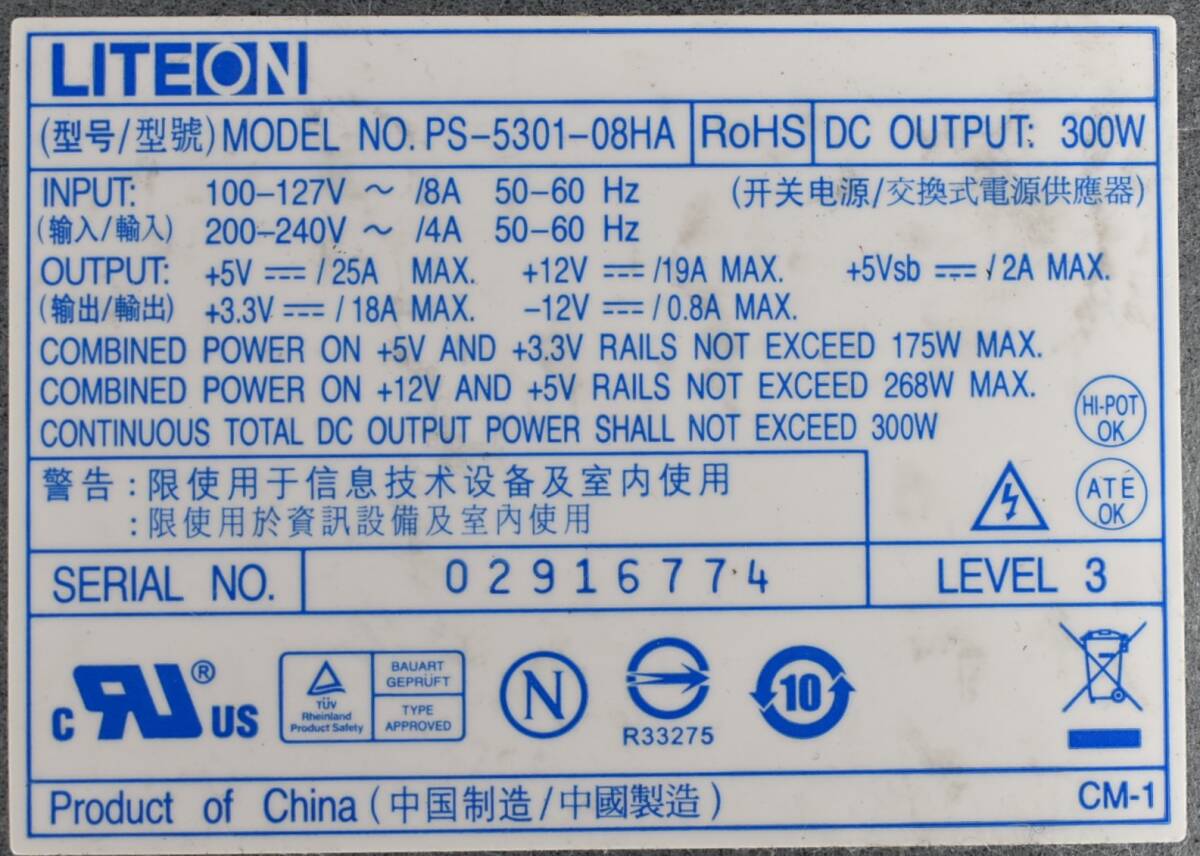 LITEON
(型号/型號) MODEL NO. PS-5301-08HA RoHS DC OUTPUT: 300W
INPUT: 100-127V ~ /8A 50-60 Hz (开关电源/交換式電源供應器)
(输入/輸入) 200-240V ~ /4A 50-60 Hz
OUTPUT: +5V ⎓ /25A MAX. +12V ⎓ /19A MAX. +5Vsb ⎓ /2A MAX.
(输出/輸出) +3.3V ⎓ /18A MAX. -12V ⎓ /0.8A MAX.
COMBINED POWER ON +5V AND +3.3V RAILS NOT EXCEED 175W MAX.
COMBINED POWER ON +12V AND +5V RAILS NOT EXCEED 268W MAX.
CONTINUOUS TOTAL DC OUTPUT POWER SHALL NOT EXCEED 300W
HI-POT
OK
警告:限使用于信息技术设备及室内使用
:限使用於資訊設備及室內使用
ATE
OK
SERIAL NO. 02916774 LEVEL 3
c RU ® US
TÜV
Rheinland
Product Safety
BAUART
GEPRÜFT
TYPE
APPROVED
N
R33275
10
Product of China (中国制造/中國製造) CM-1